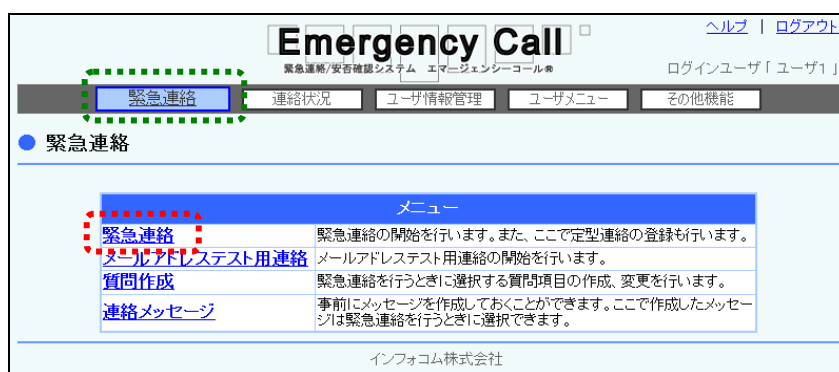 ヘルプ | ログアウト
Emergency Call
緊急連絡/安否確認システム エマージェンシーコール®
ログインユーザ「 ユーザ1 」
緊急連絡 連絡状況 ユーザ情報管理 ユーザメニュー その他機能
緊急連絡
メニュー
緊急連絡 緊急連絡の開始を行います。また、ここで定型連絡の登録も行います。
メールアドレステスト用連絡 メールアドレステスト用連絡の開始を行います。
質問作成 緊急連絡を行うときに選択する質問項目の作成、変更を行います。
連絡メッセージ 事前にメッセージを作成しておくことができます。ここで作成したメッセー
ジは緊急連絡を行うときに選択できます。
インフォコム株式会社